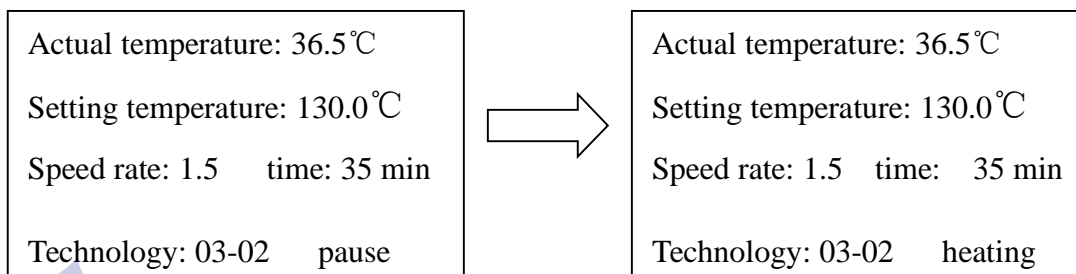 Actual temperature: 36.5℃
Setting temperature: 130.0℃
Speed rate: 1.5 time: 35 min
Technology: 03-02 pause
Actual temperature: 36.5℃
Setting temperature: 130.0℃
Speed rate: 1.5 time: 35 min
Technology: 03-02 heating